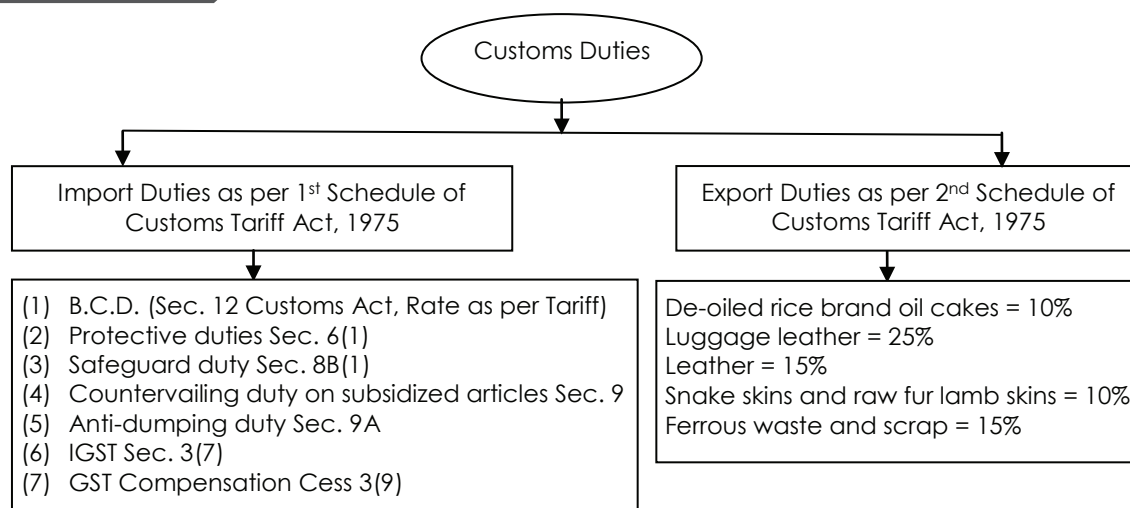 Customs Duties
Import Duties as per 1st Schedule of
Customs Tariff Act, 1975
Export Duties as per 2nd Schedule of
Customs Tariff Act, 1975
(1) B.C.D. (Sec. 12 Customs Act, Rate as per Tariff)
(2) Protective duties Sec. 6(1)
(3) Safeguard duty Sec. 8B(1)
(4) Countervailing duty on subsidized articles Sec. 9
(5) Anti-dumping duty Sec. 9A
(6) IGST Sec. 3(7)
(7) GST Compensation Cess 3(9)
De-oiled rice brand oil cakes = 10%
Luggage leather = 25%
Leather = 15%
Snake skins and raw fur lamb skins = 10%
Ferrous waste and scrap = 15%